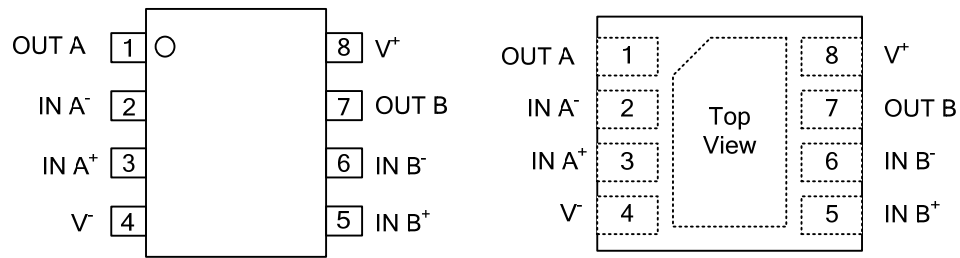 OUT A 1 8 V+
IN A- 2 7 OUT B
IN A+ 3 6 IN B-
V- 4 5 IN B+
OUT A 1 8 V+
IN A- 2 7 OUT B
IN A+ 3 6 IN B-
V- 4 5 IN B+
Top
View